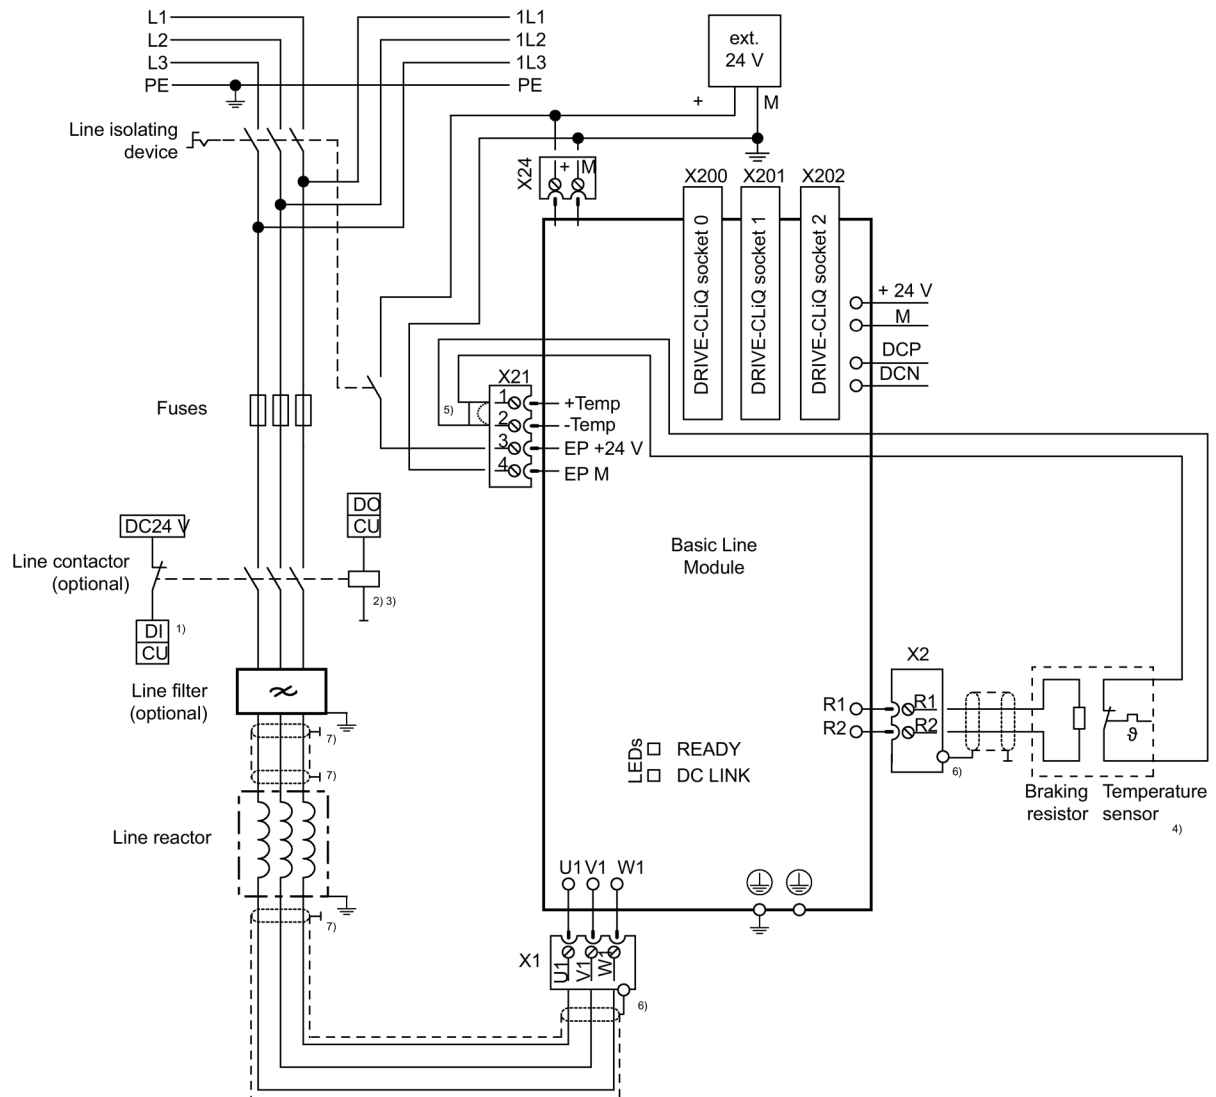 L1
L2
L3
PE
1L1
1L2
1L3
PE
ext.
24 V
+
M
Line isolating
device
X24
+ M
X200
X201
X202
DRIVE-CLiQ socket 0
DRIVE-CLiQ socket 1
DRIVE-CLiQ socket 2
+ 24 V
M
DCP
DCN
X21
1
2
3
4
5)
+Temp
-Temp
EP +24 V
EP M
Fuses
DC24 V
DO
CU
Line contactor
(optional)
2) 3)
DI
CU
1)
Basic Line
Module
Line filter
(optional)
7)
7)
X2
R1
R2
R1
R2
6)
ϑ
LEDs
READY
DC LINK
Braking
resistor
Temperature
sensor
4)
Line reactor
7)
U1
V1
W1
X1
U1
V1
W1
6)